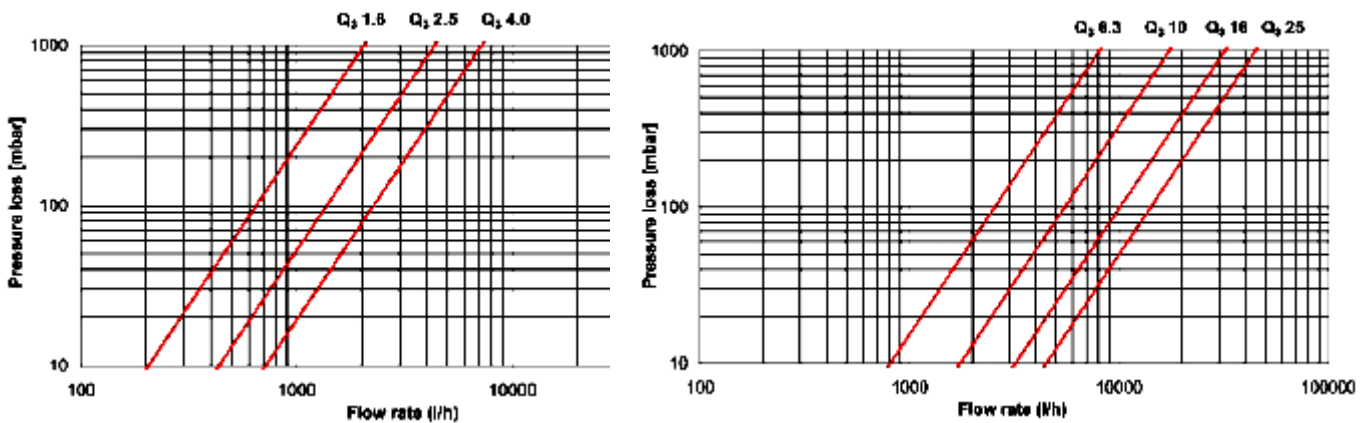 Q3 1.6 Q3 2.5 Q3 4.0
1000
100
10
Pressure loss [mbar]
100 1000 10000
Flow rate (l/h)
Q3 6.3 Q3 10 Q3 16 Q3 25
1000
100
10
Pressure loss [mbar]
100 1000 10000 100000
Flow rate (l/h)